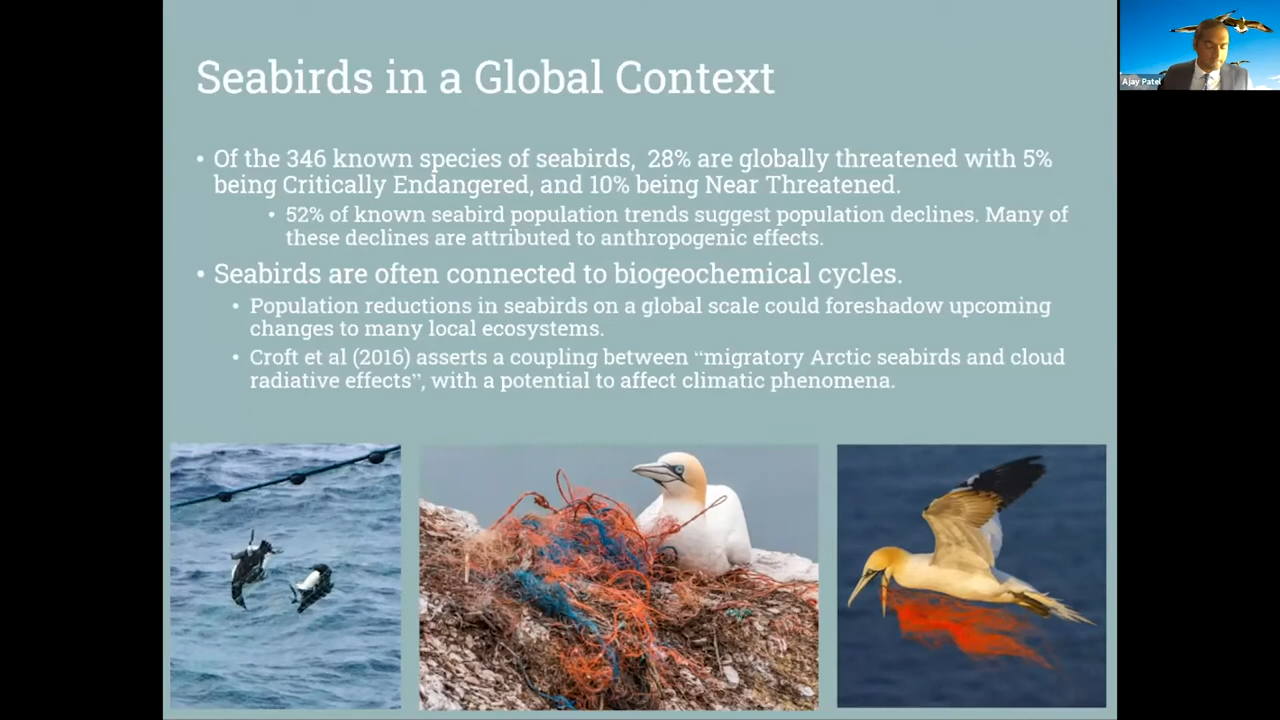 Seabirds in a Global Context
• Of the 346 known species of seabirds,  28% are globally threatened with 5%
being Critically Endangered, and 10% being Near Threatened.
• 52% of known seabird population trends suggest population declines. Many of
these declines are attributed to anthropogenic effects.
• Seabirds are often connected to biogeochemical cycles.
• Population reductions in seabirds on a global scale could foreshadow upcoming
changes to many local ecosystems.
• Croft et al (2016) asserts a coupling between “migratory Arctic seabirds and cloud
radiative effects”, with a potential to affect climatic phenomena.
Ajay Patel